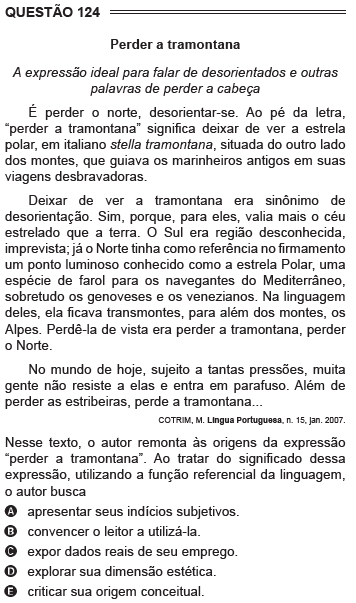 QUESTÃO 124
Perder a tramontana
A expressão ideal para falar de desorientados e outras
palavras de perder a cabeça
É perder o norte, desorientar-se. Ao pé da letra,
“perder a tramontana” significa deixar de ver a estrela
polar, em italiano stella tramontana, situada do outro lado
dos montes, que guiava os marinheiros antigos em suas
viagens desbravadoras.
Deixar de ver a tramontana era sinônimo de
desorientação. Sim, porque, para eles, valia mais o céu
estrelado que a terra. O Sul era região desconhecida,
imprevista; já o Norte tinha como referência no firmamento
um ponto luminoso conhecido como a estrela Polar, uma
espécie de farol para os navegantes do Mediterrâneo,
sobretudo os genoveses e os venezianos. Na linguagem
deles, ela ficava transmontes, para além dos montes, os
Alpes. Perdê-la de vista era perder a tramontana, perder
o Norte.
No mundo de hoje, sujeito a tantas pressões, muita
gente não resiste a elas e entra em parafuso. Além de
perder as estribeiras, perde a tramontana...
COTRIM, M. Língua Portuguesa, n. 15, jan. 2007.
Nesse texto, o autor remonta às origens da expressão
“perder a tramontana”. Ao tratar do significado dessa
expressão, utilizando a função referencial da linguagem,
o autor busca
A apresentar seus indícios subjetivos.
B convencer o leitor a utilizá-la.
C expor dados reais de seu emprego.
D explorar sua dimensão estética.
E criticar sua origem conceitual.